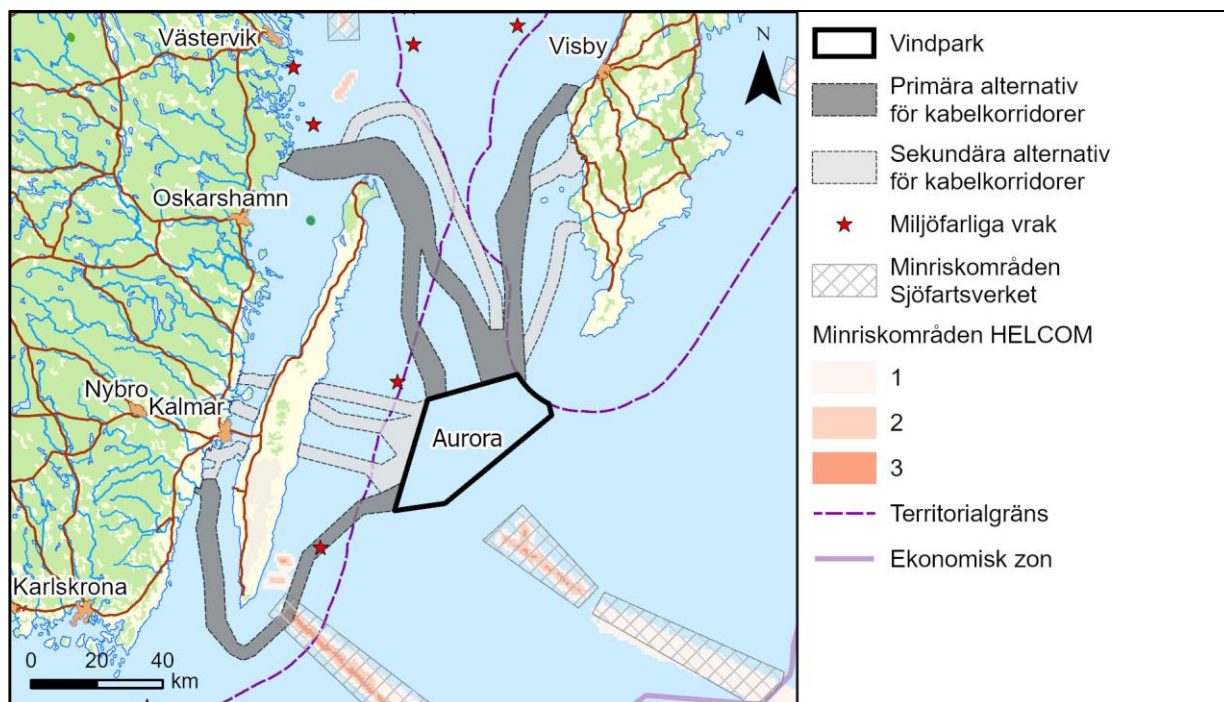 Västervik
Visby
Oskarshamn
Nybro
Kalmar
Aurora
Karlskrona
0 20 40
km
N
Vindpark
Primära alternativ
för kabelkorridorer
Sekundära alternativ
för kabelkorridorer
Miljöfarliga vrak
Minriskområden
Sjöfartsverket
Minriskområden HELCOM
1
2
3
Territorialgräns
Ekonomisk zon